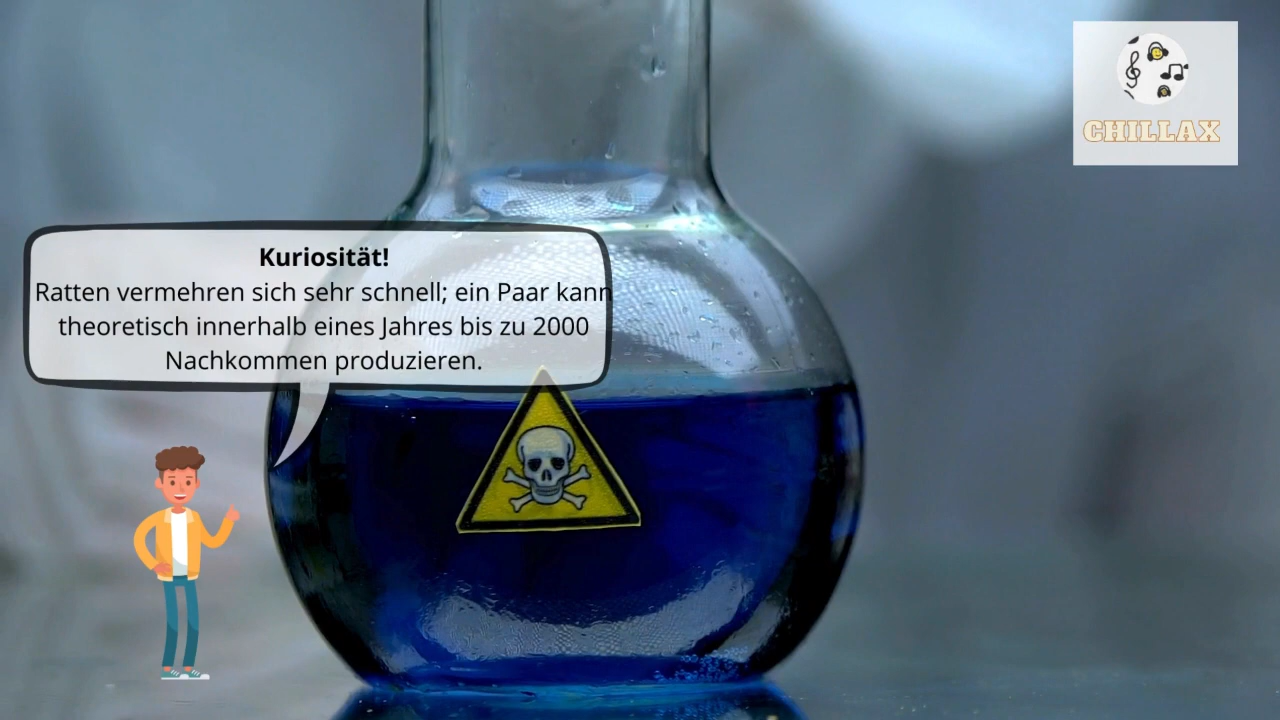 CHILLAX
Kuriosität!
Ratten vermehren sich sehr schnell; ein Paar kann
theoretisch innerhalb eines Jahres bis zu 2000
Nachkommen produzieren.